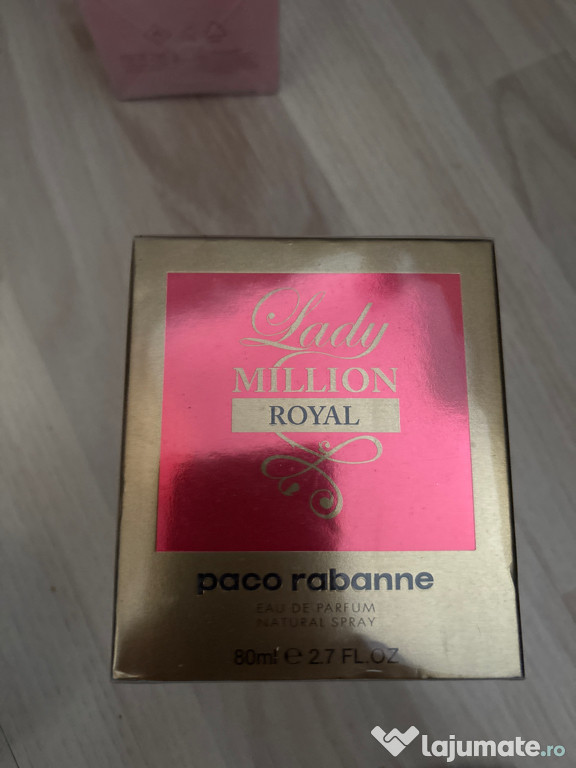 Lady
MILLION
ROYAL
paco rabanne
EAU DE PARFUM
NATURAL SPRAY
80ml ℮ 2.7 FL.OZ
lajumate.ro